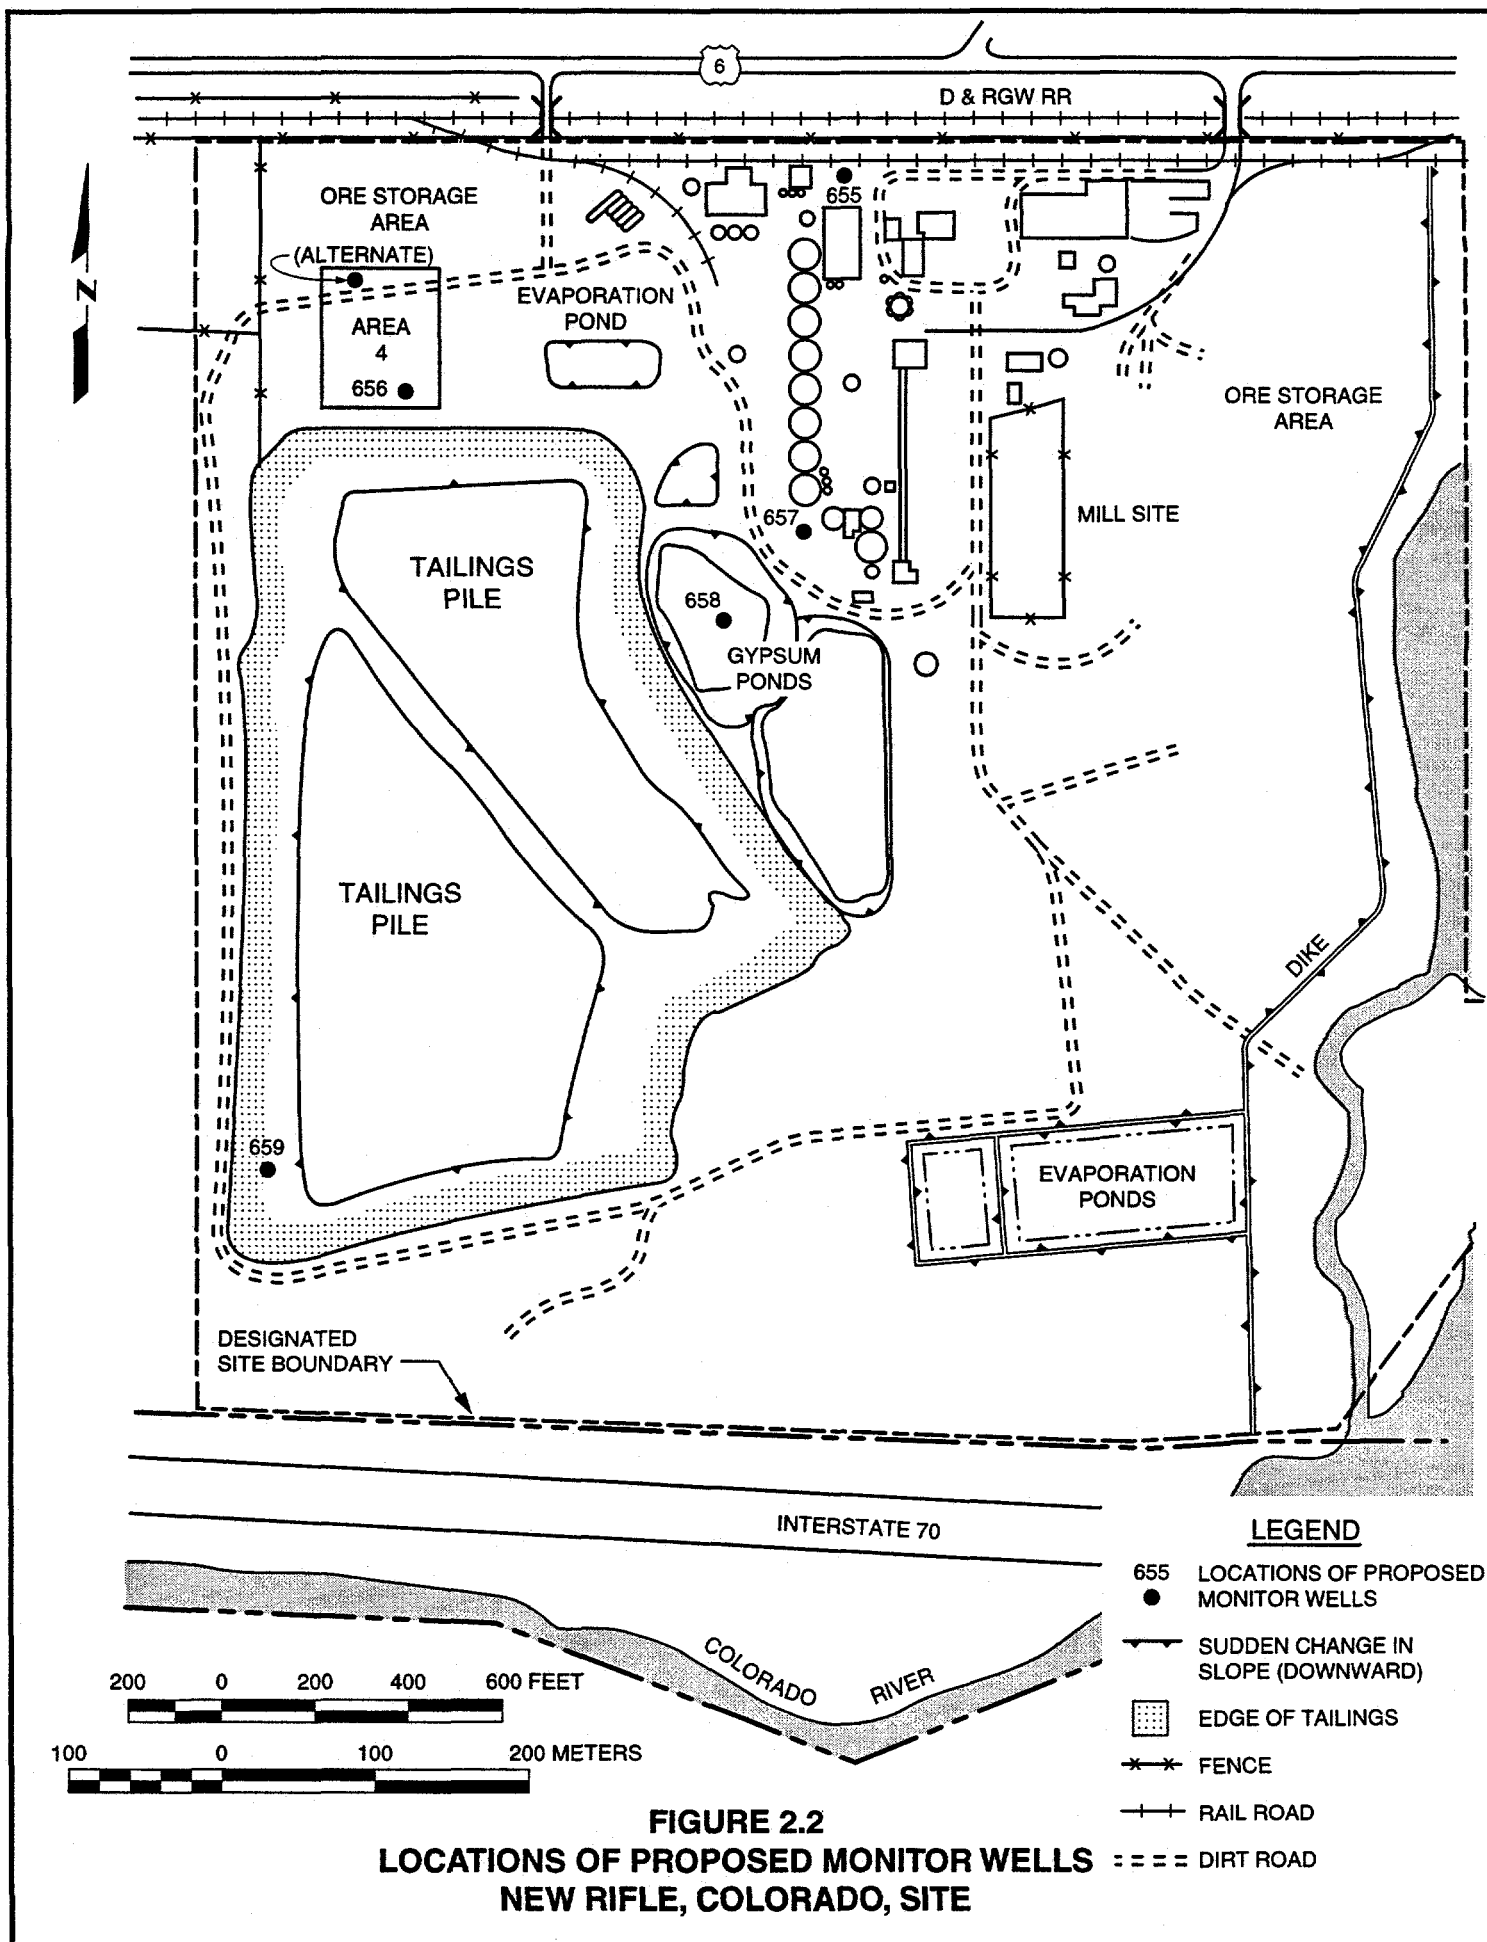 6
D & RGW RR
655
ORE STORAGE
AREA
(ALTERNATE)
EVAPORATION
POND
AREA
4
656
N
ORE STORAGE
AREA
657
MILL SITE
TAILINGS
PILE
658
GYPSUM
PONDS
TAILINGS
PILE
DIKE
659
EVAPORATION
PONDS
DESIGNATED
SITE BOUNDARY
INTERSTATE 70
COLORADO RIVER
200 0 200 400 600 FEET
100 0 100 200 METERS
LEGEND
655 LOCATIONS OF PROPOSED
MONITOR WELLS
SUDDEN CHANGE IN
SLOPE (DOWNWARD)
EDGE OF TAILINGS
FENCE
RAIL ROAD
DIRT ROAD
FIGURE 2.2
LOCATIONS OF PROPOSED MONITOR WELLS
NEW RIFLE, COLORADO, SITE